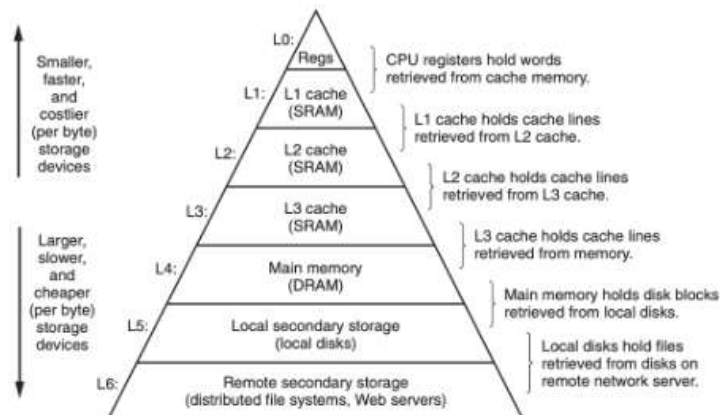 L0:
Regs
CPU registers hold words
retrieved from cache memory.
Smaller,
faster,
and
costlier
(per byte)
storage
devices
L1:
L1 cache
(SRAM)
L1 cache holds cache lines
retrieved from L2 cache.
L2:
L2 cache
(SRAM)
L2 cache holds cache lines
retrieved from L3 cache.
L3:
L3 cache
(SRAM)
L3 cache holds cache lines
retrieved from memory.
Larger,
slower,
and
cheaper
(per byte)
storage
devices
L4:
Main memory
(DRAM)
Main memory holds disk blocks
retrieved from local disks.
L5:
Local secondary storage
(local disks)
Local disks hold files
retrieved from disks on
remote network server.
L6:
Remote secondary storage
(distributed file systems, Web servers)